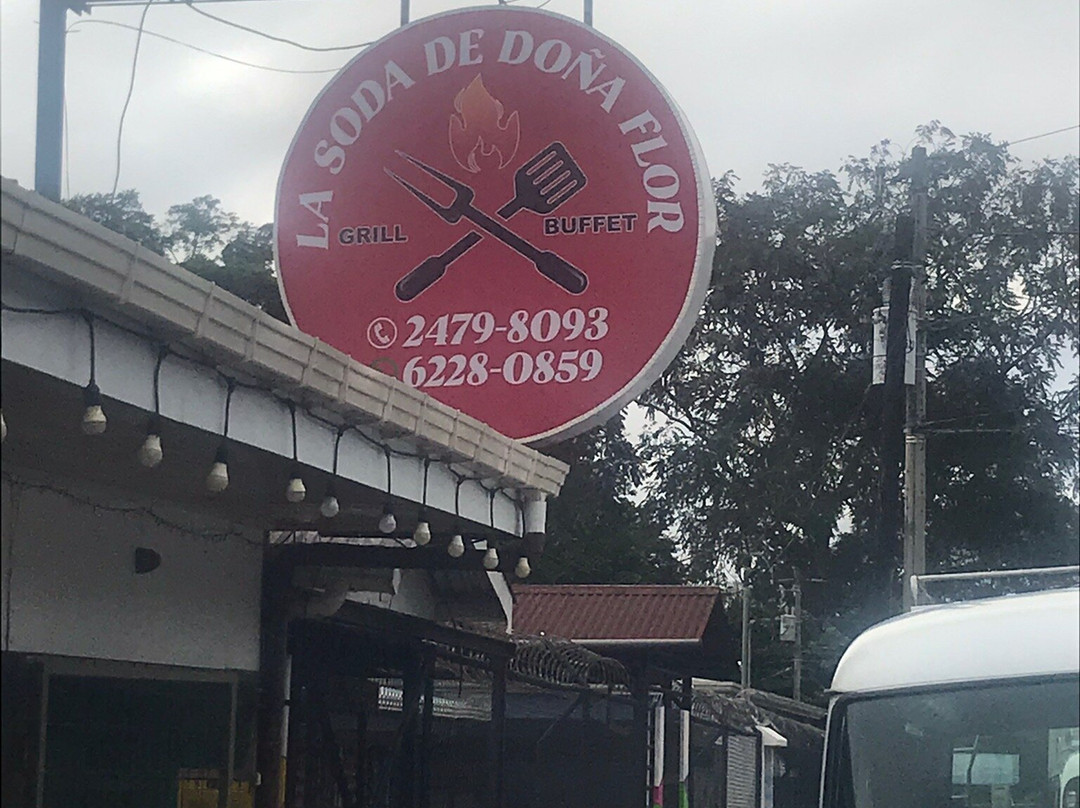 LA SODA DE DOÑA FLOR
GRILL BUFFET
2479-8093
6228-0859